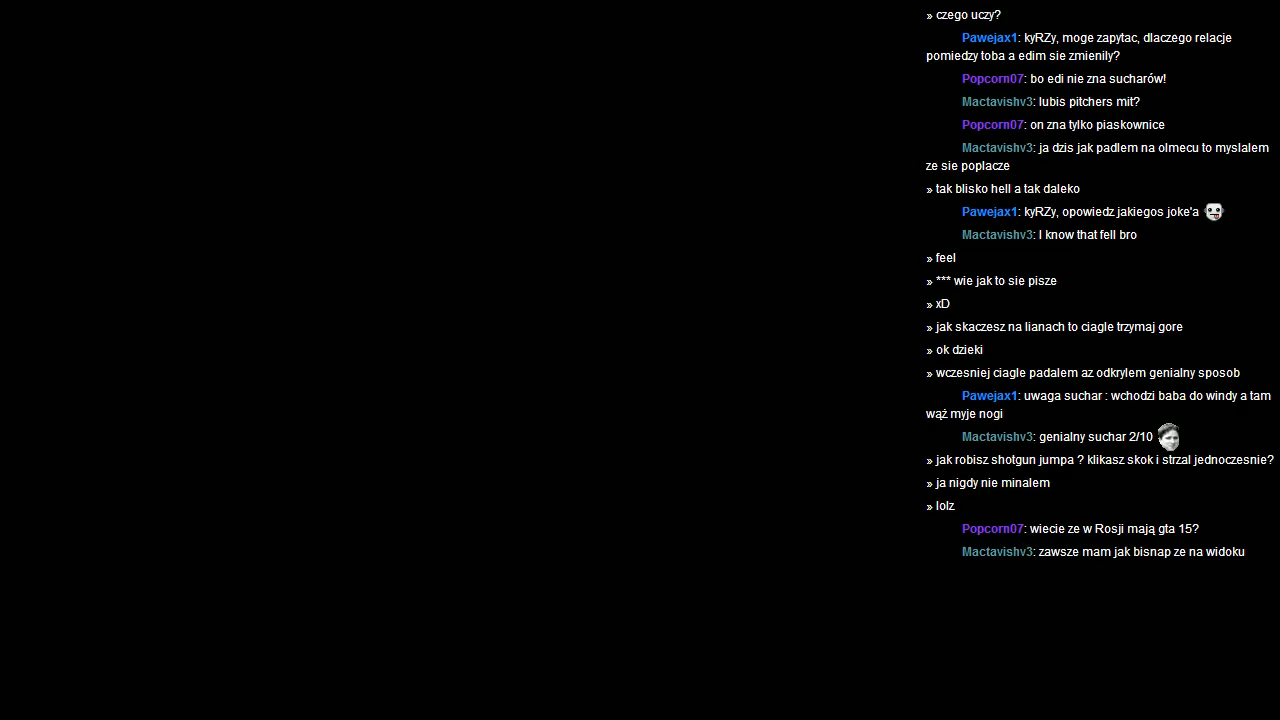 » czego uczy?
Pawejax1: kyRZy, moge zapytac, dlaczego relacje
pomiedzy toba a edim sie zmienily?
Popcorn07: bo edi nie zna sucharów!
Mactavishv3: lubis pitchers mit?
Popcorn07: on zna tylko piaskownice
Mactavishv3: ja dzis jak padlem na olmecu to myslalem
ze sie poplacze
» tak blisko hell a tak daleko
Pawejax1: kyRZy, opowiedz jakiegos joke'a
Mactavishv3: I know that fell bro
» feel
» *** wie jak to sie pisze
» xD
» jak skaczesz na lianach to ciagle trzymaj gore
» ok dzieki
» wczesniej ciagle padalem az odkrylem genialny sposob
Pawejax1: uwaga suchar : wchodzi baba do windy a tam
wąż myje nogi
Mactavishv3: genialny suchar 2/10
» jak robisz shotgun jumpa ? klikasz skok i strzal jednoczesnie?
» ja nigdy nie minalem
» lolz
Popcorn07: wiecie ze w Rosji mają gta 15?
Mactavishv3: zawsze mam jak bisnap ze na widoku